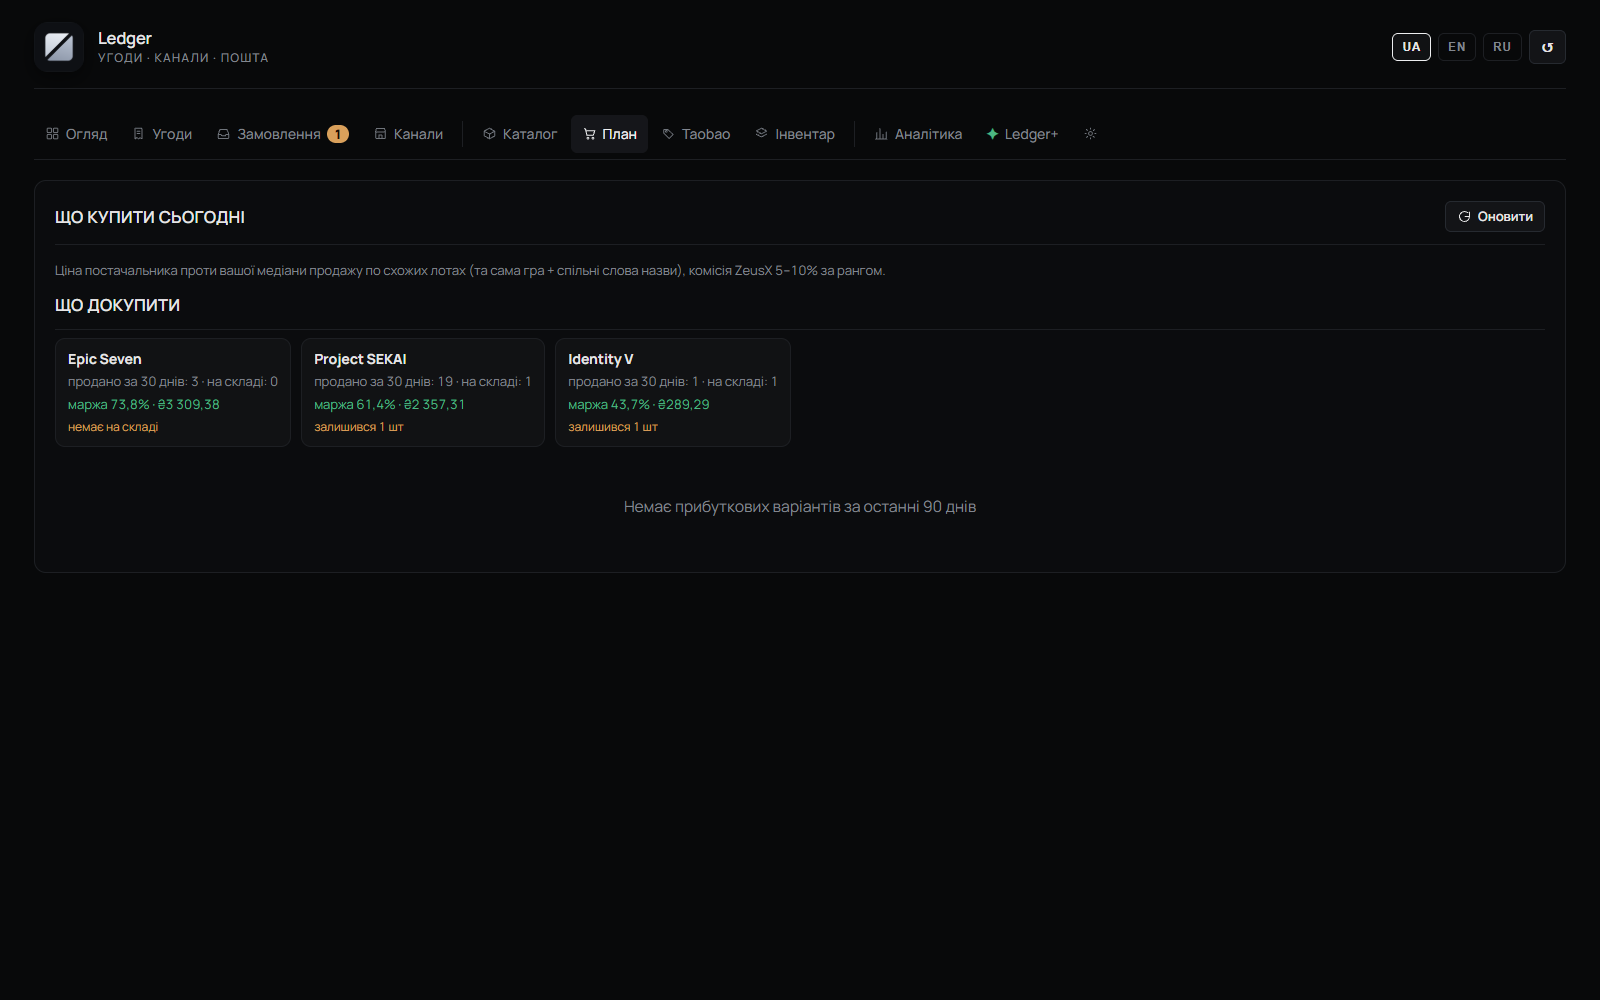 Ledger
УГОДИ · КАНАЛИ · ПОШТА
UA EN RU
Огляд Угоди Замовлення 1 Канали Каталог План Taobao Інвентар Аналітика Ledger+
ЩО КУПИТИ СЬОГОДНІ
Оновити
Ціна постачальника проти вашої медіани продажу по схожих лотах (та сама гра + спільні слова назви), комісія ZeusX 5–10% за рангом.
ЩО ДОКУПИТИ
Epic Seven
продано за 30 днів: 3 · на складі: 0
маржа 73,8% · ₴3 309,38
немає на складі
Project SEKAI
продано за 30 днів: 19 · на складі: 1
маржа 61,4% · ₴2 357,31
залишився 1 шт
Identity V
продано за 30 днів: 1 · на складі: 1
маржа 43,7% · ₴289,29
залишився 1 шт
Немає прибуткових варіантів за останні 90 днів